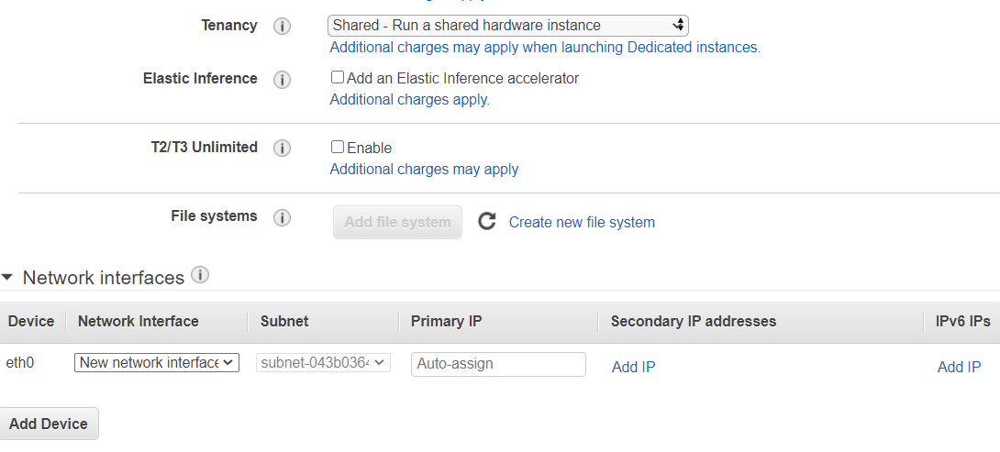 Tenancy i Shared - Run a shared hardware instance
Additional charges may apply when launching Dedicated instances.
Elastic Inference i Add an Elastic Inference accelerator
Additional charges apply.
T2/T3 Unlimited i Enable
Additional charges may apply
File systems i Add file system Create new file system
Network interfaces i
Device Network Interface Subnet Primary IP Secondary IP addresses IPv6 IPs
eth0 New network interface subnet-043b0364 Auto-assign Add IP Add IP
Add Device